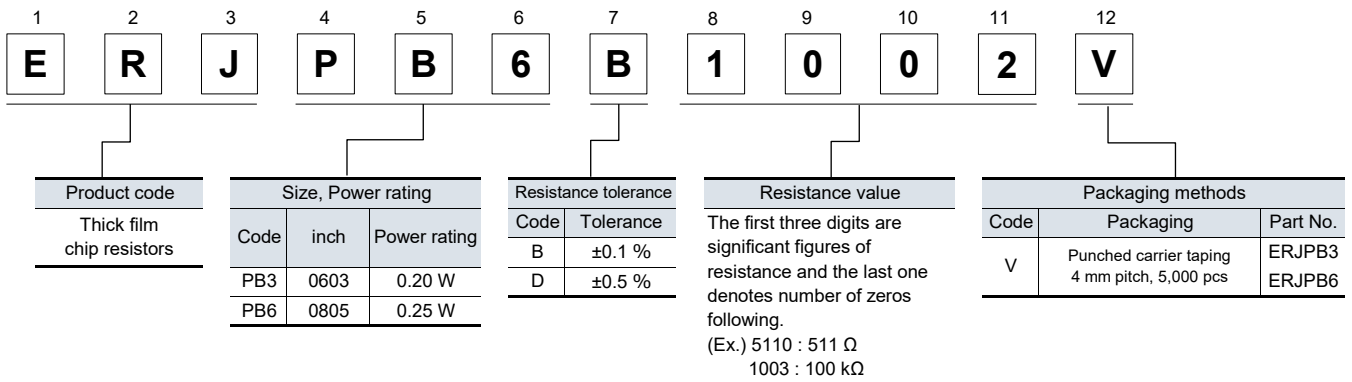 1 2 3 4 5 6 7 8 9 10 11 12
E R J P B 6 B 1 0 0 2 V
Product code
Thick film
chip resistors
Size, Power rating
Code inch Power rating
PB3 0603 0.20 W
PB6 0805 0.25 W
Resistance tolerance
Code Tolerance
B ±0.1 %
D ±0.5 %
Resistance value
The first three digits are
significant figures of
resistance and the last one
denotes number of zeros
following.
(Ex.) 5110 : 511 Ω
1003 : 100 kΩ
Packaging methods
Code Packaging Part No.
V Punched carrier taping
4 mm pitch, 5,000 pcs
ERJPB3
ERJPB6